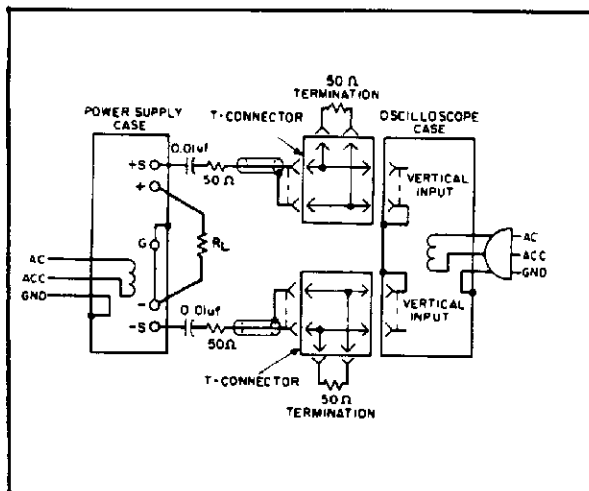 50 Ω
TERMINATION
T-CONNECTOR
OSCILLOSCOPE
CASE
POWER SUPPLY
CASE
0.01uf
+S
50 Ω
+
VERTICAL
INPUT
G
RL
AC
ACC
GND
AC
ACC
GND
-
0.01uf
-S
50Ω
VERTICAL
INPUT
T-CONNECTOR
50 Ω
TERMINATION